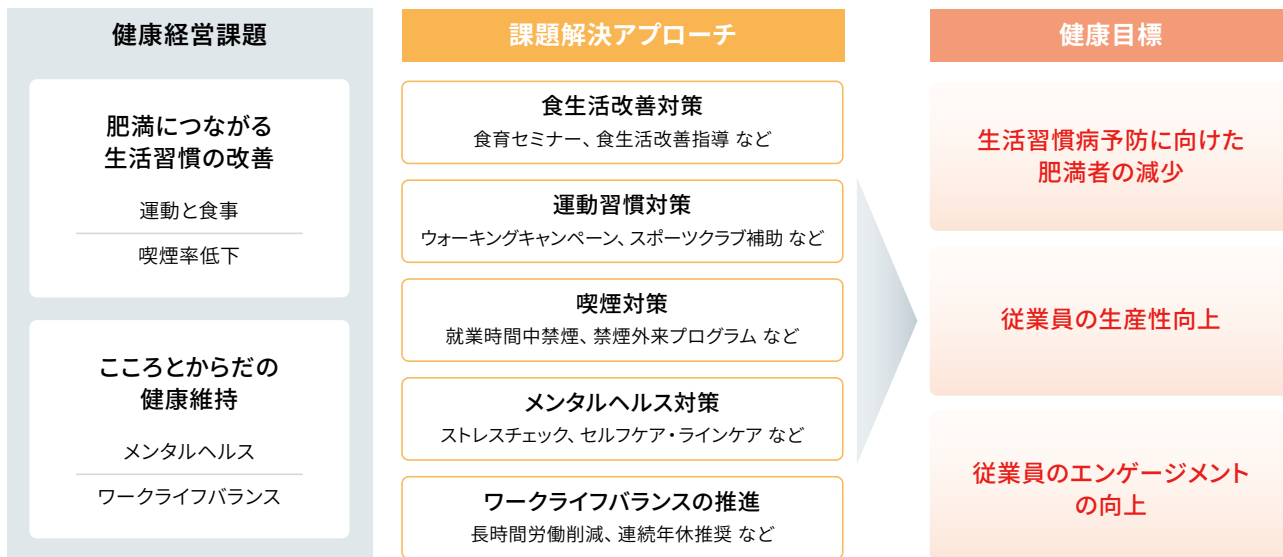 健康経営課題
肥満につながる
生活習慣の改善
運動と食事
喫煙率低下
こころとからだの
健康維持
メンタルヘルス
ワークライフバランス
課題解決アプローチ
食生活改善対策
食育セミナー、食生活改善指導 など
運動習慣対策
ウォーキングキャンペーン、スポーツクラブ補助 など
喫煙対策
就業時間中禁煙、禁煙外来プログラム など
メンタルヘルス対策
ストレスチェック、セルフケア・ラインケア など
ワークライフバランスの推進
長時間労働削減、連続年休推奨 など
健康目標
生活習慣病予防に向けた
肥満者の減少
従業員の生産性向上
従業員のエンゲージメント
の向上